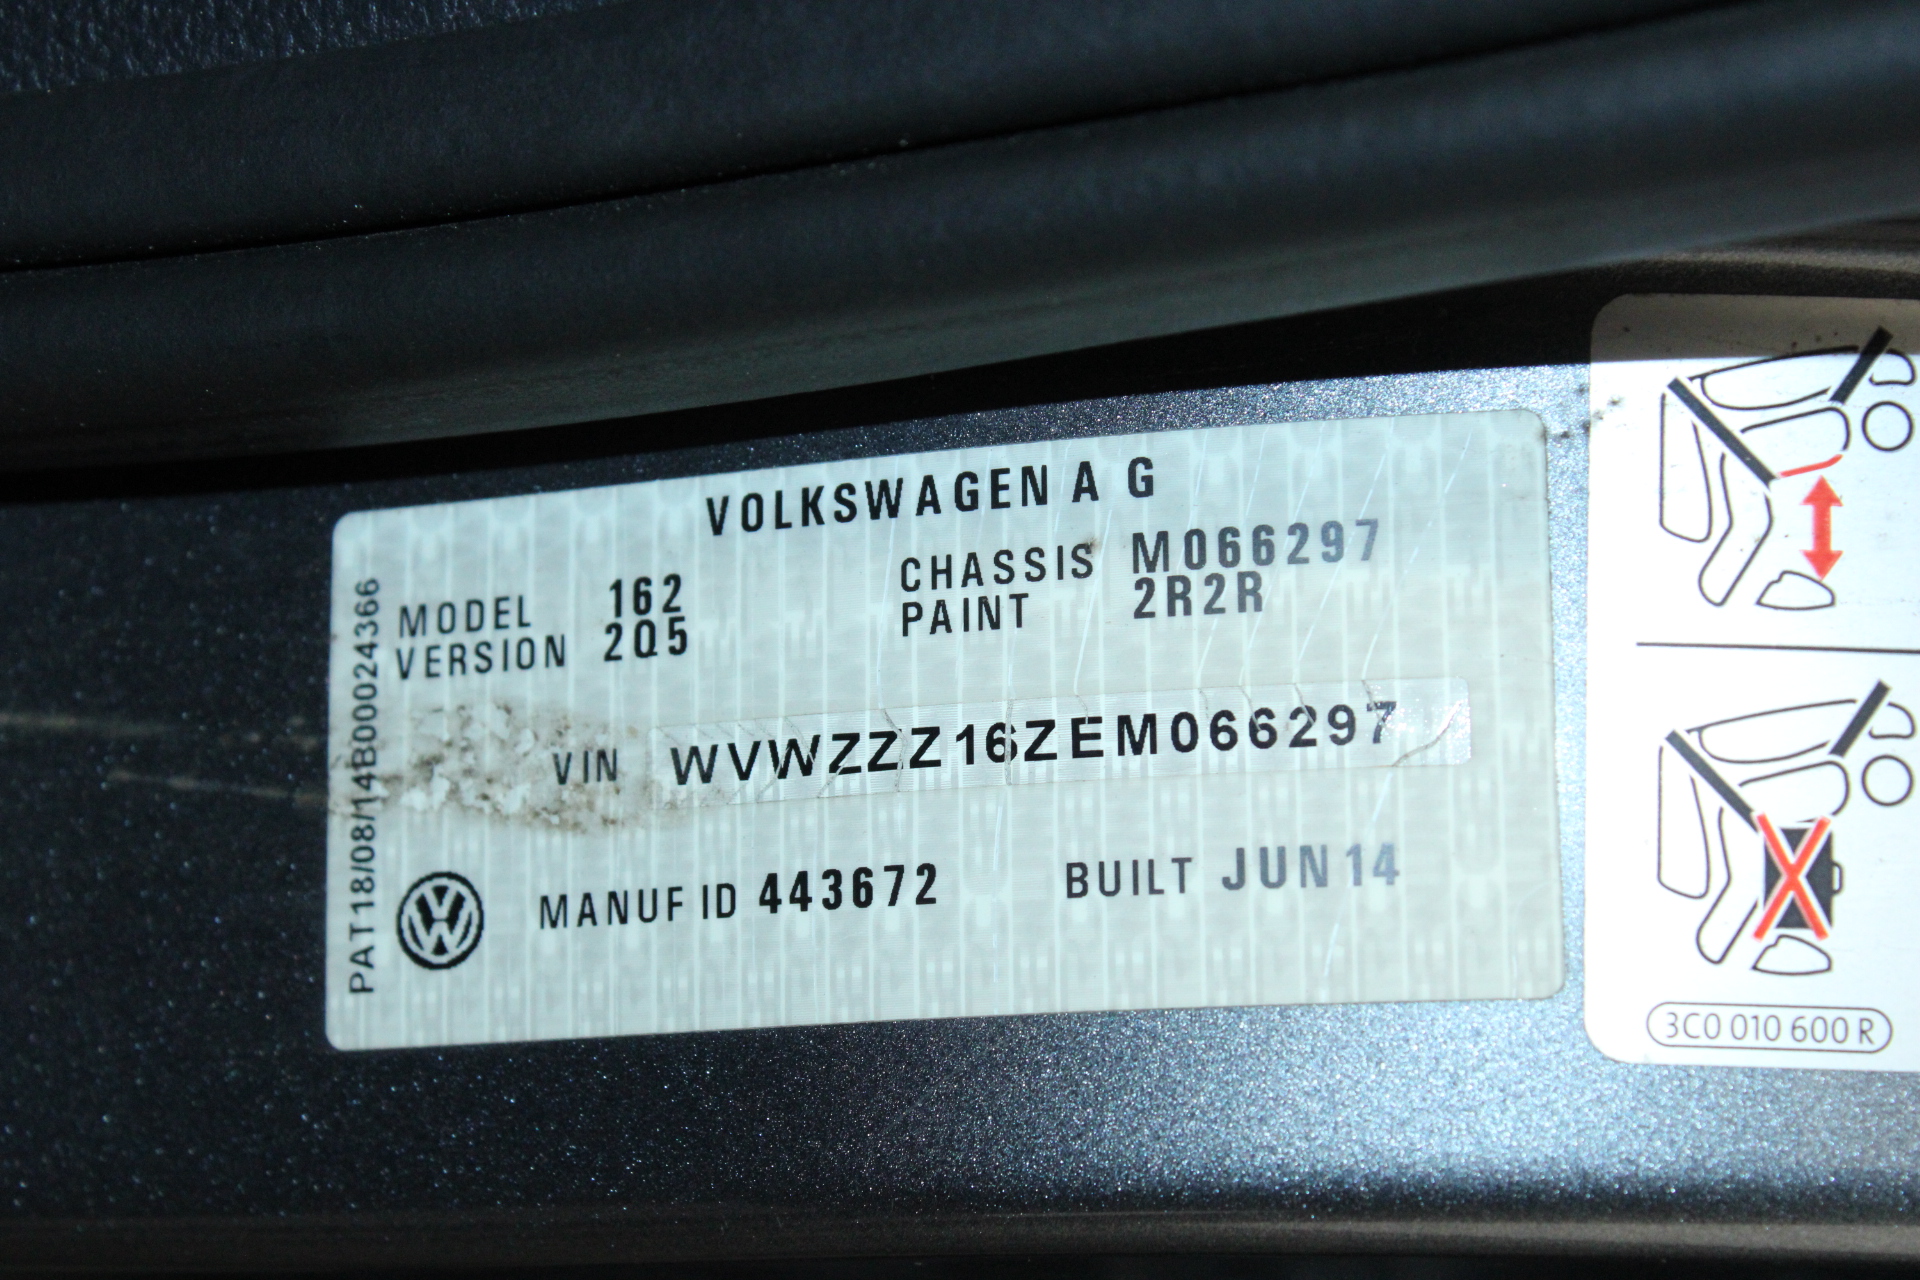 VOLKSWAGEN A G
MODEL 162
VERSION 2Q5
CHASSIS M066297
PAINT 2R2R
VIN WVWZZZ16ZEM066297
MANUF ID 443672
BUILT JUN 14
PAT18/08/14B00024366
3C0 010 600 R